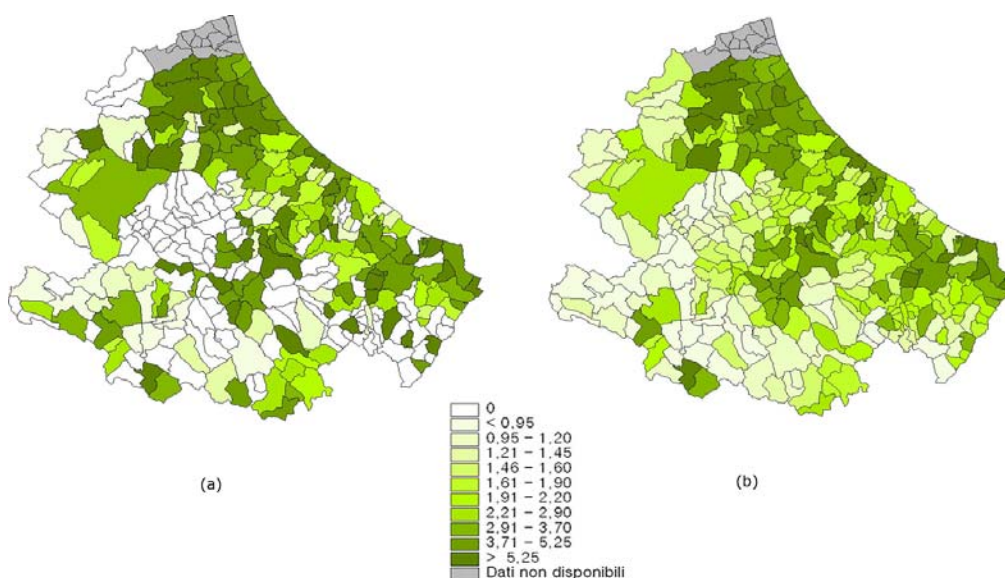 0
< 0,95
0,95 – 1,20
1,21 – 1,45
1,46 – 1,60
1,61 – 1,90
1,91 – 2,20
2,21 – 2,90
2,91 – 3,70
3,71 – 5,25
> 5,25
Dati non disponibili
(a)
(b)